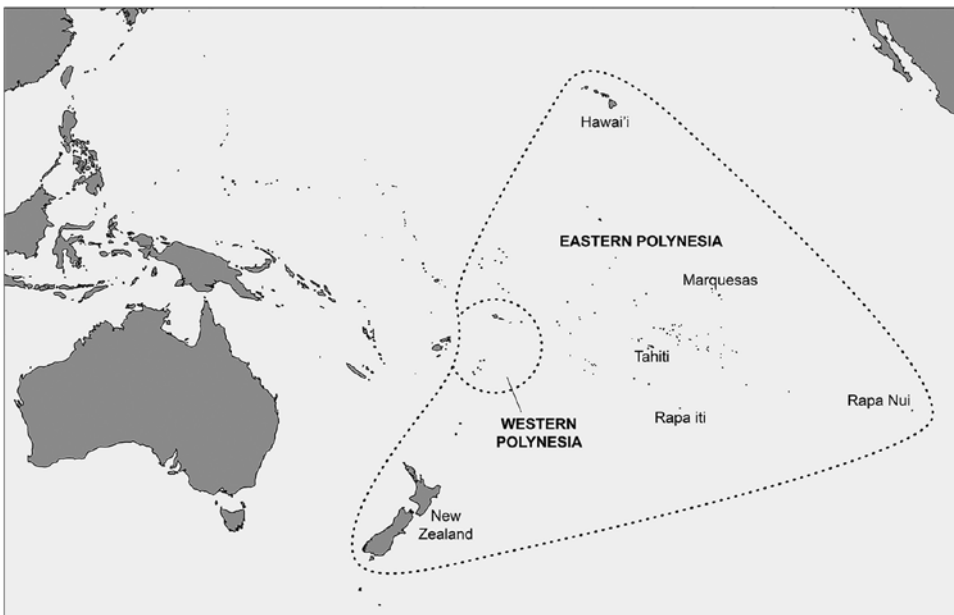 Hawai'i
EASTERN POLYNESIA
Marquesas
Tahiti
Rapa Nui
Rapa iti
WESTERN
POLYNESIA
New
Zealand